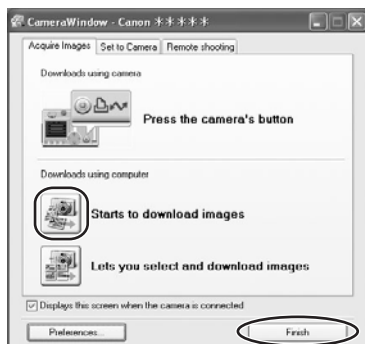 CameraWindow - Canon ＊＊＊＊＊
Acquire Images Set to Camera Remote shooting
Downloads using camera
Press the camera's button
Downloads using computer
Starts to download images
Lets you select and download images
Displays this screen when the camera is connected
Preferences... Finish